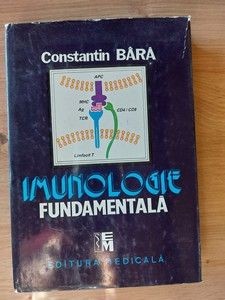 Constantin BÂRA
APC
MHC
Ag
TCR
CD4 / CD8
Limfocit T
IMUNOLOGIE
FUNDAMENTALĂ
EM
EDITURA MEDICALĂ